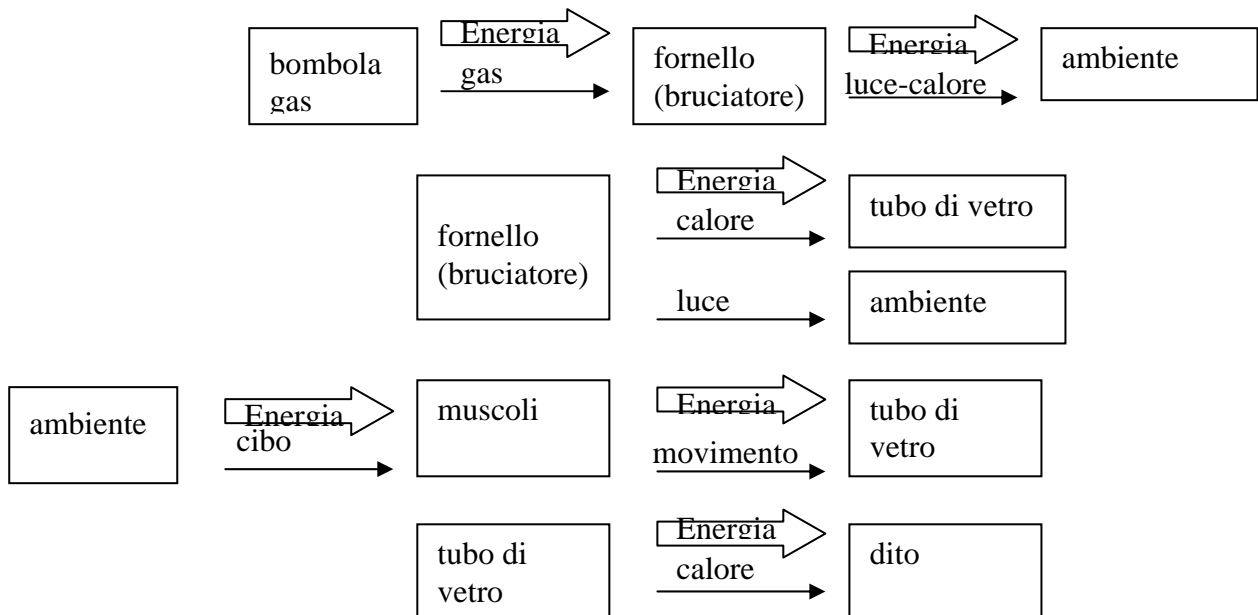 bombola
gas
Energia
gas
fornello
(bruciatore)
Energia
luce-calore
ambiente
fornello
(bruciatore)
Energia
calore
tubo di vetro
luce
ambiente
ambiente
Energia
cibo
muscoli
Energia
movimento
tubo di
vetro
tubo di
vetro
Energia
calore
dito